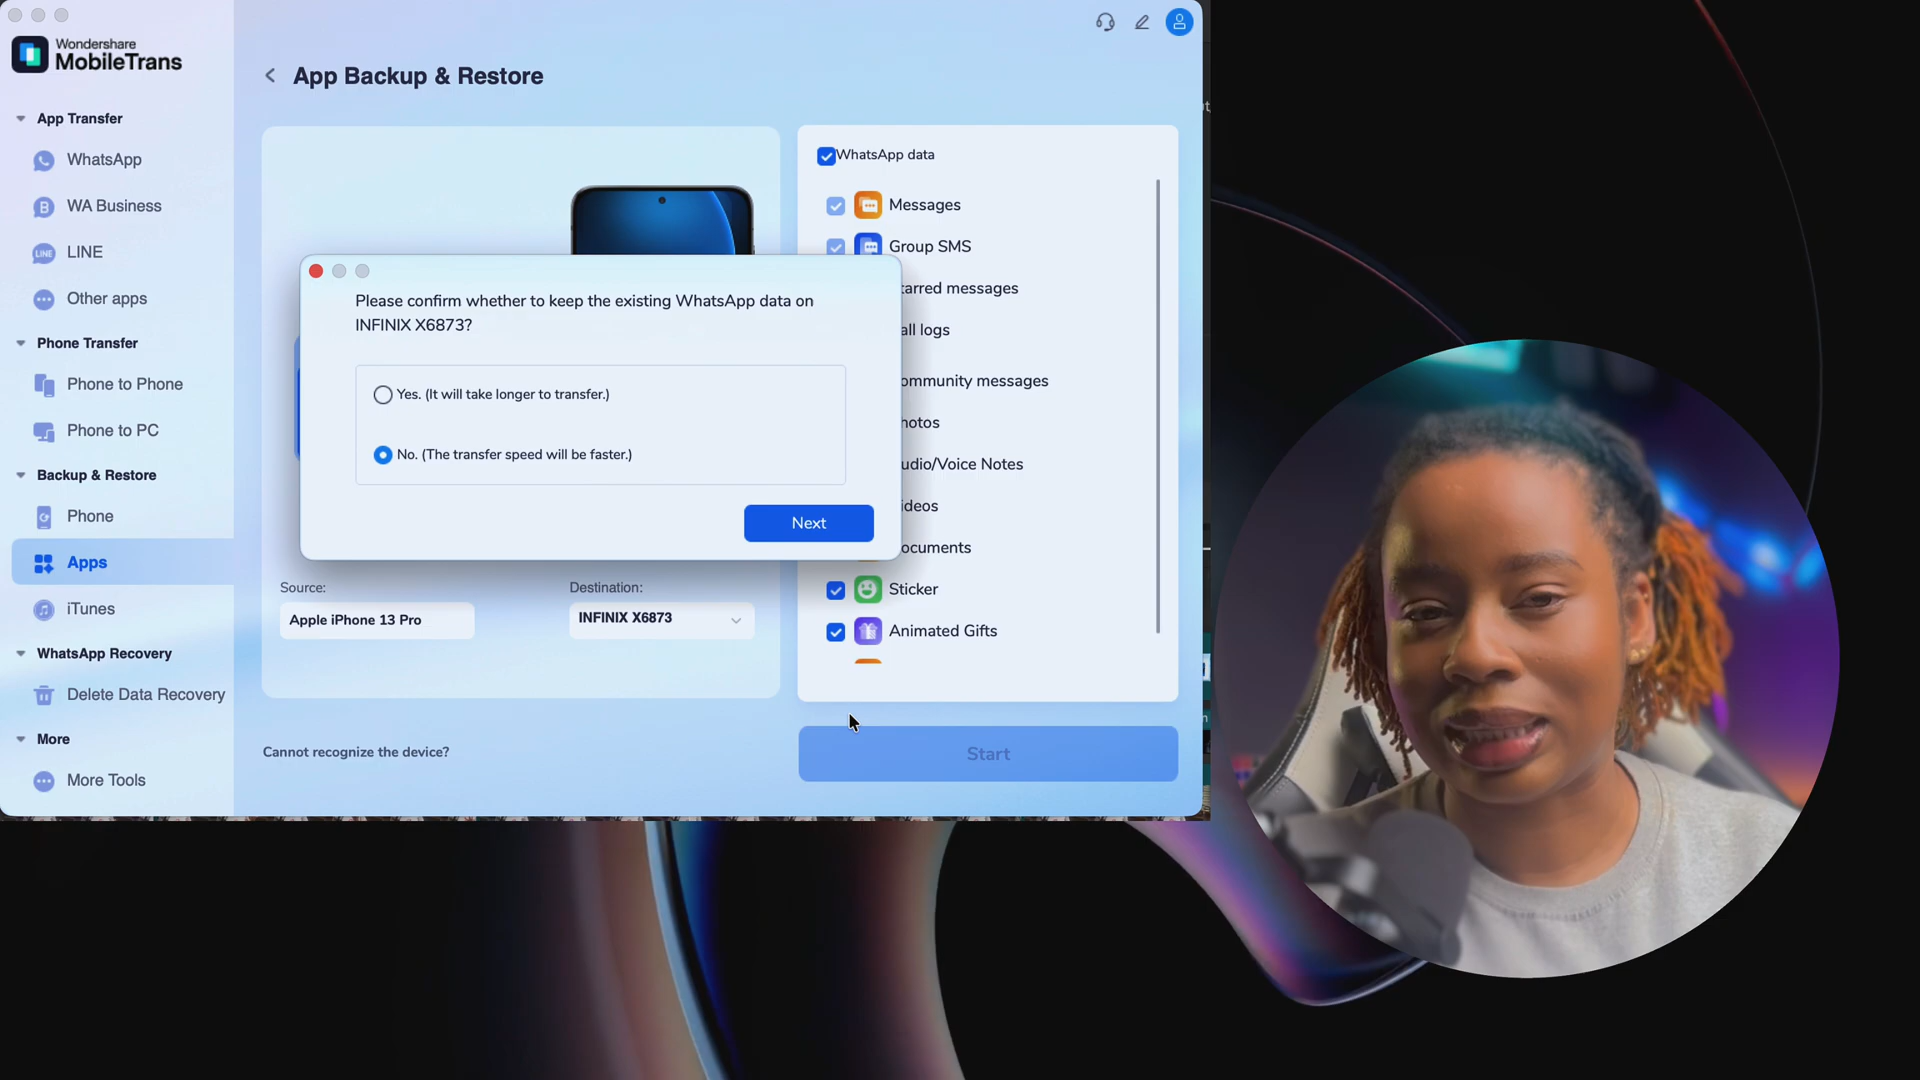 Wondershare
MobileTrans
App Transfer
WhatsApp
WA Business
LINE
Other apps
Phone Transfer
Phone to Phone
Phone to PC
Backup & Restore
Phone
Apps
iTunes
WhatsApp Recovery
Delete Data Recovery
More
More Tools
App Backup & Restore
Please confirm whether to keep the existing WhatsApp data on
INFINIX X6873?
Yes. (It will take longer to transfer.)
No. (The transfer speed will be faster.)
Next
Source:
Apple iPhone 13 Pro
Destination:
INFINIX X6873
Cannot recognize the device?
WhatsApp data
Messages
Group SMS
tarred messages
all logs
ommunity messages
hotos
udio/Voice Notes
ideos
ocuments
Sticker
Animated Gifts
Start